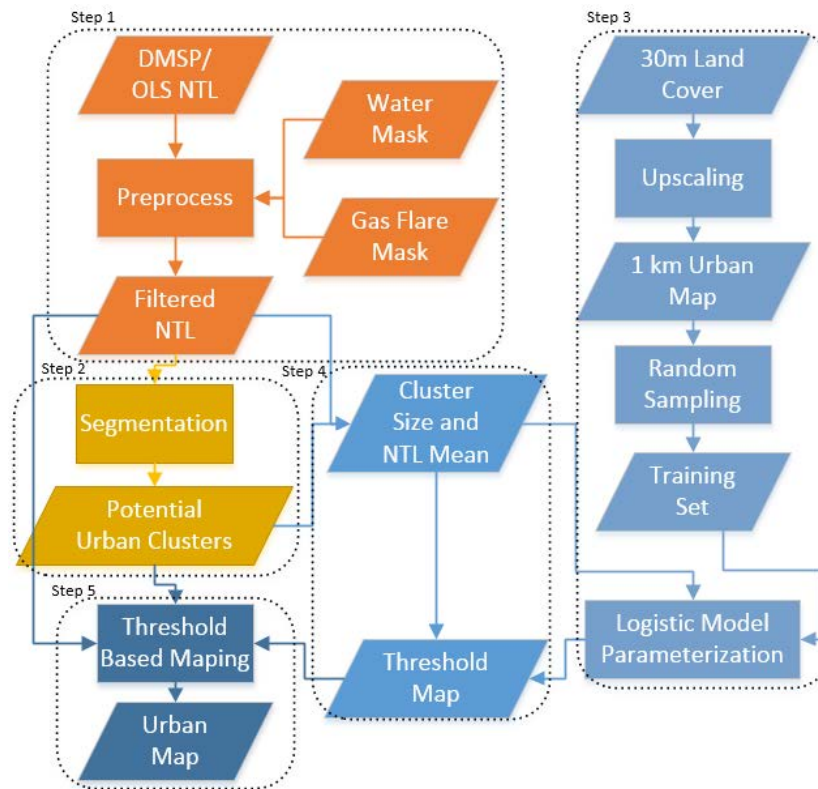 Step 1
DMSP/
OLS NTL
Water
Mask
Preprocess
Gas Flare
Mask
Filtered
NTL
Step 2
Segmentation
Potential
Urban Clusters
Step 3
30m Land
Cover
Upscaling
1 km Urban
Map
Random
Sampling
Training
Set
Logistic Model
Parameterization
Step 4
Cluster
Size and
NTL Mean
Threshold
Map
Step 5
Threshold
Based Maping
Urban
Map